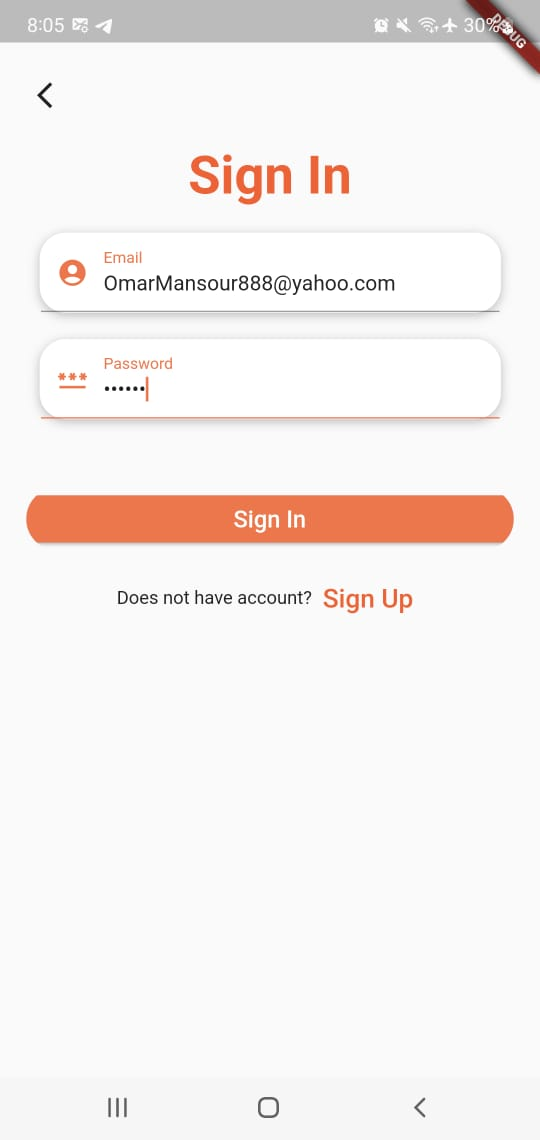 8:05 30%
DEBUG
Sign In
Email
OmarMansour888@yahoo.com
Password
••••••
Sign In
Does not have account? Sign Up